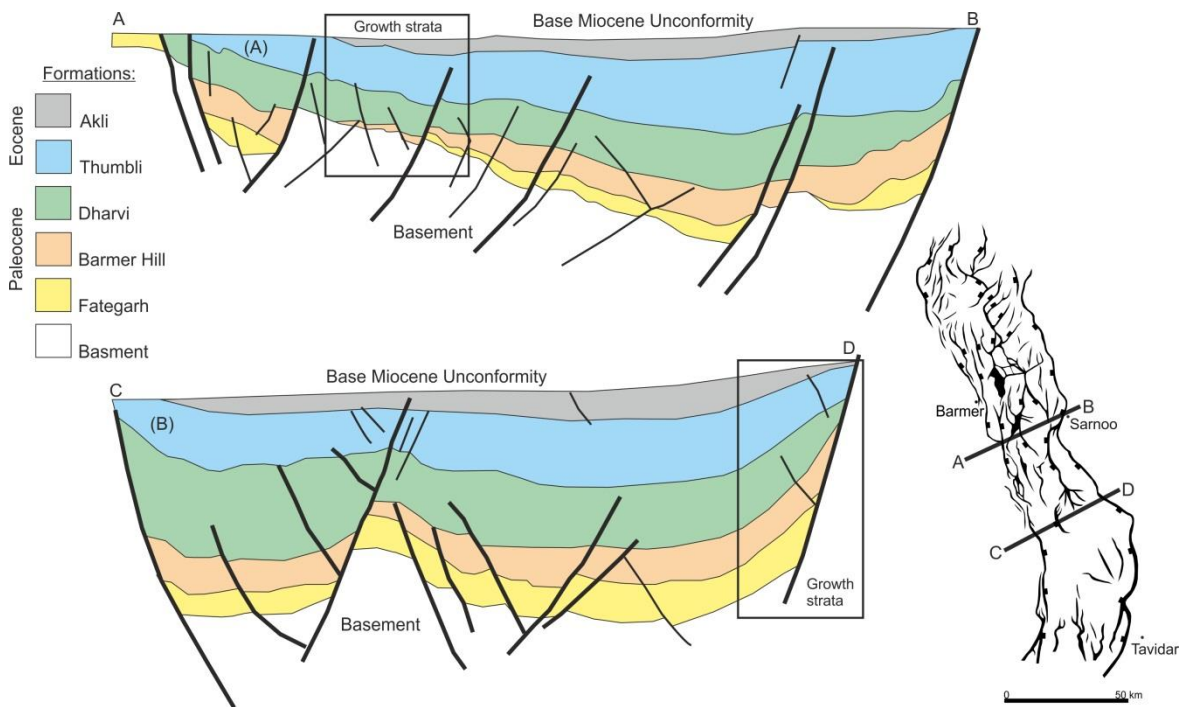 A
Growth strata
Base Miocene Unconformity
B
(A)
Formations:
Eocene
Akli
Thumbli
Paleocene
Dharvi
Barmer Hill
Fategarh
Basment
Basement
C
Base Miocene Unconformity
D
(B)
Basement
Growth
strata
Barmer
B
Sarnoo
A
D
C
Tavidar
0
50 km